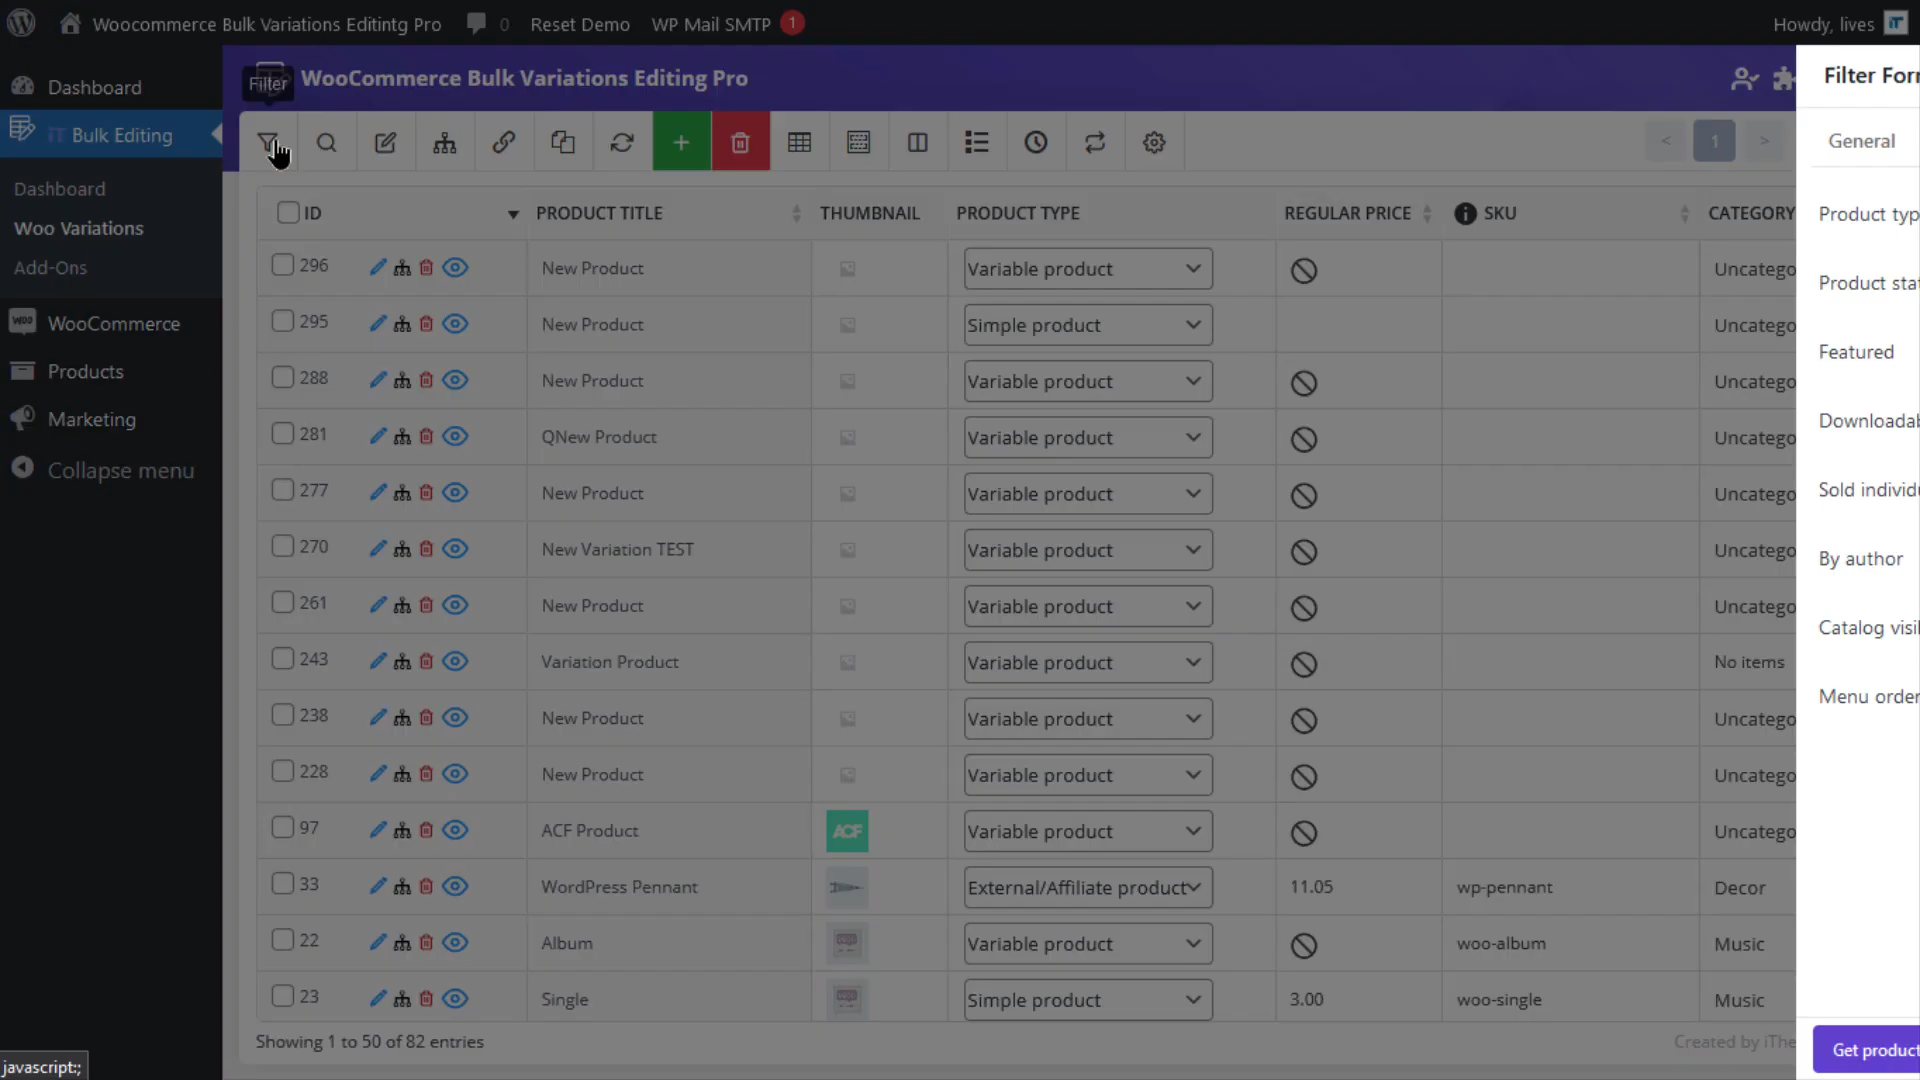 Woocommerce Bulk Variations Editintg Pro
0
Reset Demo
WP Mail SMTP
1
Howdy, lives
iT
Dashboard
iT Bulk Editing
Dashboard
Woo Variations
Add-Ons
WOO WooCommerce
Products
Marketing
Collapse menu
javascript:;
Filter
WooCommerce Bulk Variations Editing Pro
< 1 >
ID PRODUCT TITLE THUMBNAIL PRODUCT TYPE REGULAR PRICE SKU CATEGORY
296 New Product Variable product Uncatego
295 New Product Simple product Uncatego
288 New Product Variable product Uncatego
281 QNew Product Variable product Uncatego
277 New Product Variable product Uncatego
270 New Variation TEST Variable product Uncatego
261 New Product Variable product Uncatego
243 Variation Product Variable product No items
238 New Product Variable product Uncatego
228 New Product Variable product Uncatego
97 ACF Product ACF Variable product Uncatego
33 WordPress Pennant External/Affiliate product 11.05 wp-pennant Decor
22 Album Variable product woo-album Music
23 Single Simple product 3.00 woo-single Music
Showing 1 to 50 of 82 entries
Created by iThe
Filter For
General
Product typ
Product stat
Featured
Downloadab
Sold individu
By author
Catalog visil
Menu order
Get product